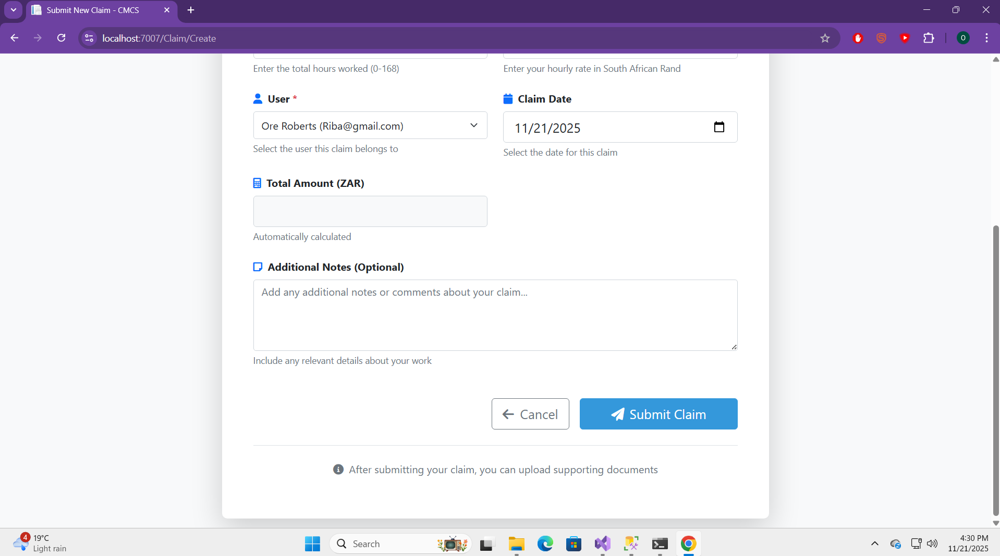 Submit New Claim - CMCS
localhost:7007/Claim/Create
O
Enter the total hours worked (0-168)
Enter your hourly rate in South African Rand
User *
Claim Date
Ore Roberts (Riba@gmail.com)
11/21/2025
Select the user this claim belongs to
Select the date for this claim
Total Amount (ZAR)
Automatically calculated
Additional Notes (Optional)
Add any additional notes or comments about your claim...
Include any relevant details about your work
Cancel
Submit Claim
After submitting your claim, you can upload supporting documents
4
19°C
Light rain
Search
4:30 PM
11/21/2025